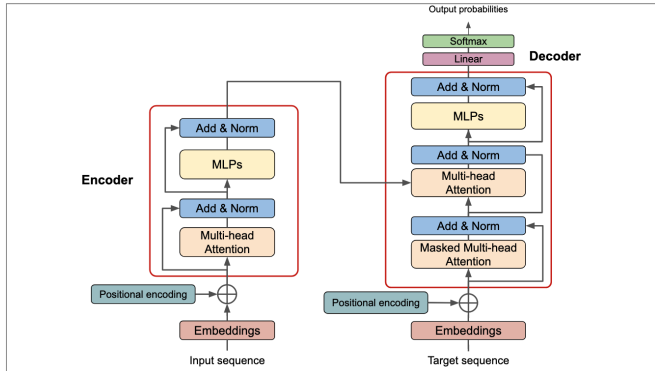 Output probabilities
Softmax
Linear
Decoder
Add & Norm
MLPs
Add & Norm
Multi-head
Attention
Add & Norm
Masked Multi-head
Attention
Positional encoding
Embeddings
Target sequence
Encoder
Add & Norm
MLPs
Add & Norm
Multi-head
Attention
Positional encoding
Embeddings
Input sequence